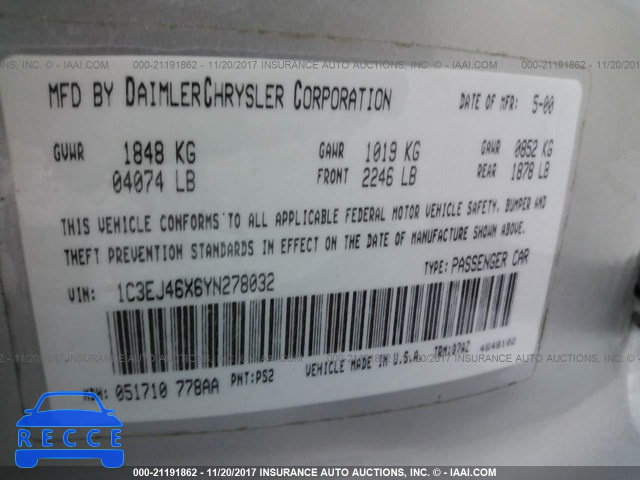 000-21191862 - 11/20/2017 INSURANCE AUTO AUCTIONS, INC. - © - IAAI.COM
MFD BY DAIMLERCHRYSLER CORPORATION DATE OF MFR: 5-00
GVWR 1848 KG GAWR 1019 KG GAWR 0852 KG
04074 LB FRONT 2246 LB REAR 1878 LB
THIS VEHICLE CONFORMS TO ALL APPLICABLE FEDERAL MOTOR VEHICLE SAFETY, BUMPER AND
THEFT PREVENTION STANDARDS IN EFFECT ON THE DATE OF MANUFACTURE SHOWN ABOVE.
VIN: 1C3EJ46X6YN278032 TYPE: PASSENGER CAR
MDH: 051710 778AA PNT:PS2 VEHICLE MADE IN U.S.A. TRM:07AZ 4648102
RECCE
000-21191862 - 11/20/2017 - INSURANCE AUTO AUCTIONS, INC. - © - IAAI.COM